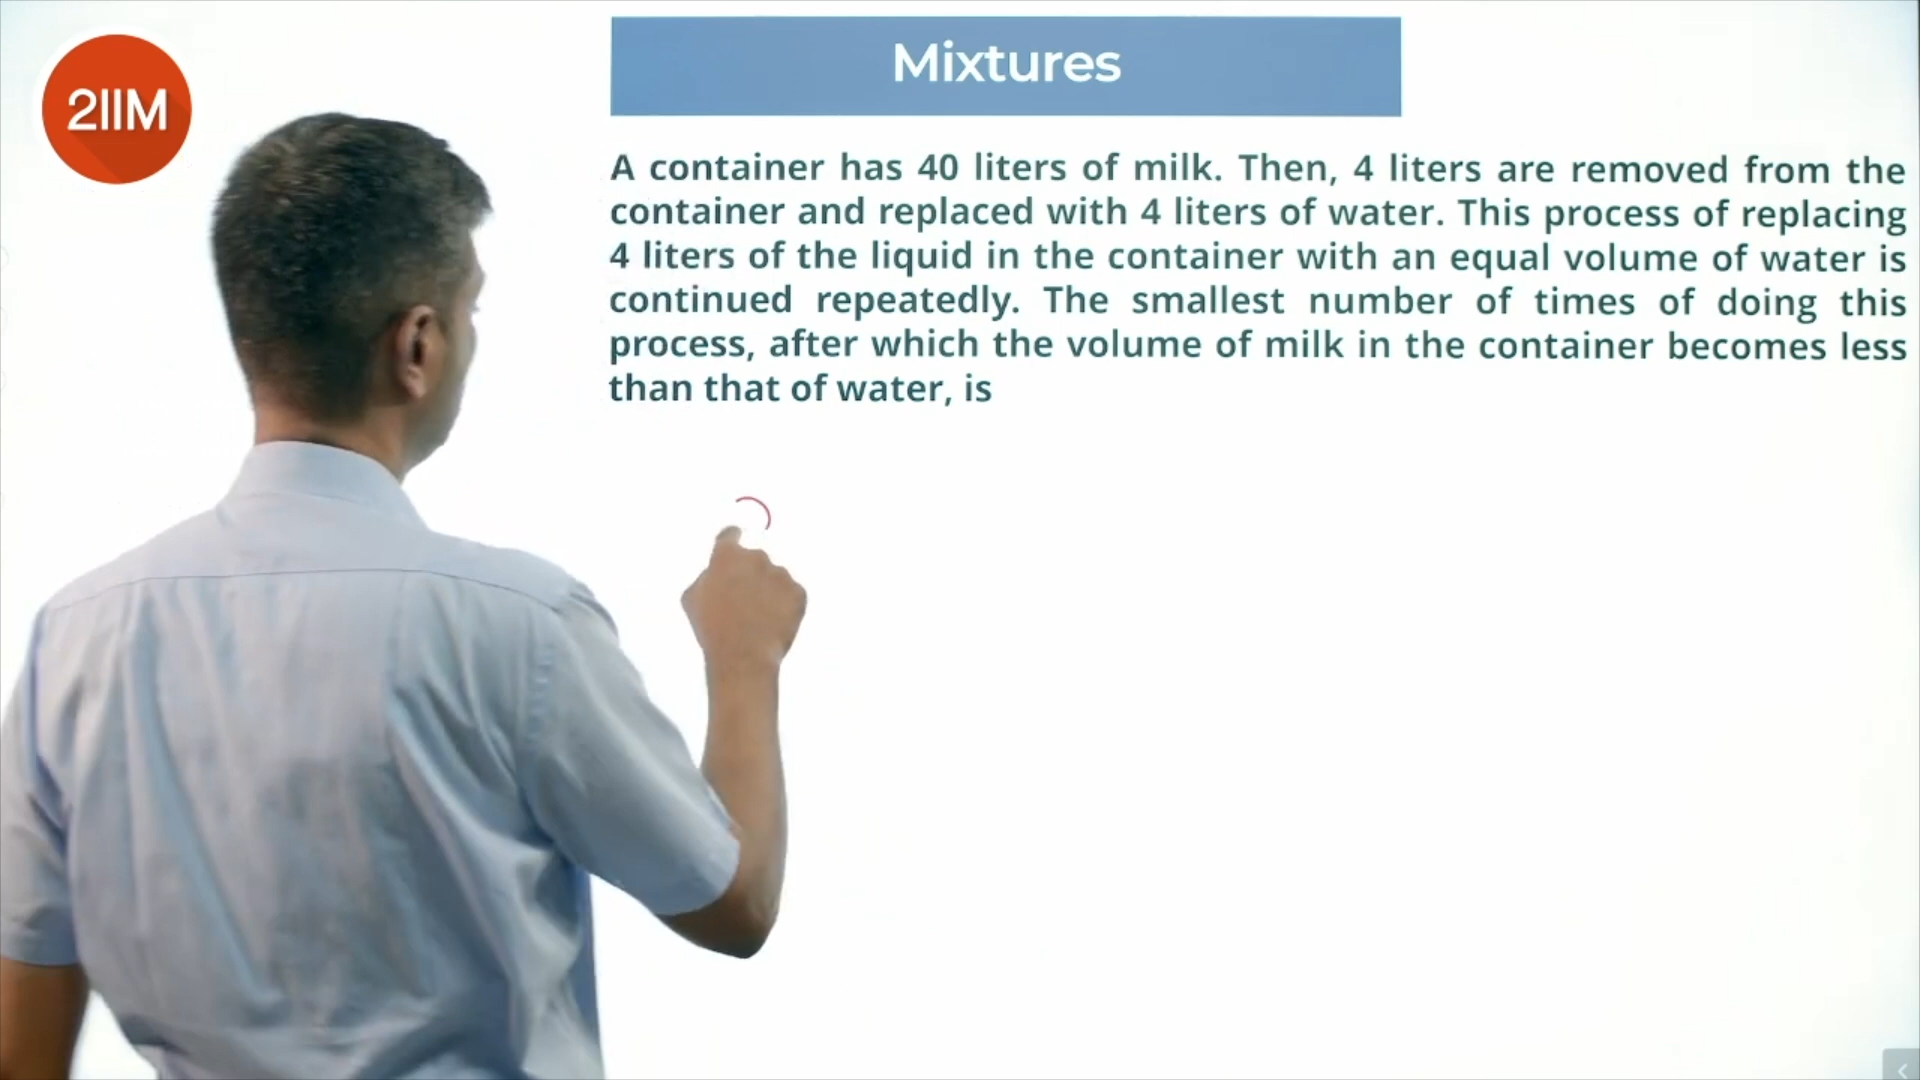 2IIM
Mixtures
A container has 40 liters of milk. Then, 4 liters are removed from the
container and replaced with 4 liters of water. This process of replacing
4 liters of the liquid in the container with an equal volume of water is
continued repeatedly. The smallest number of times of doing this
process, after which the volume of milk in the container becomes less
than that of water, is